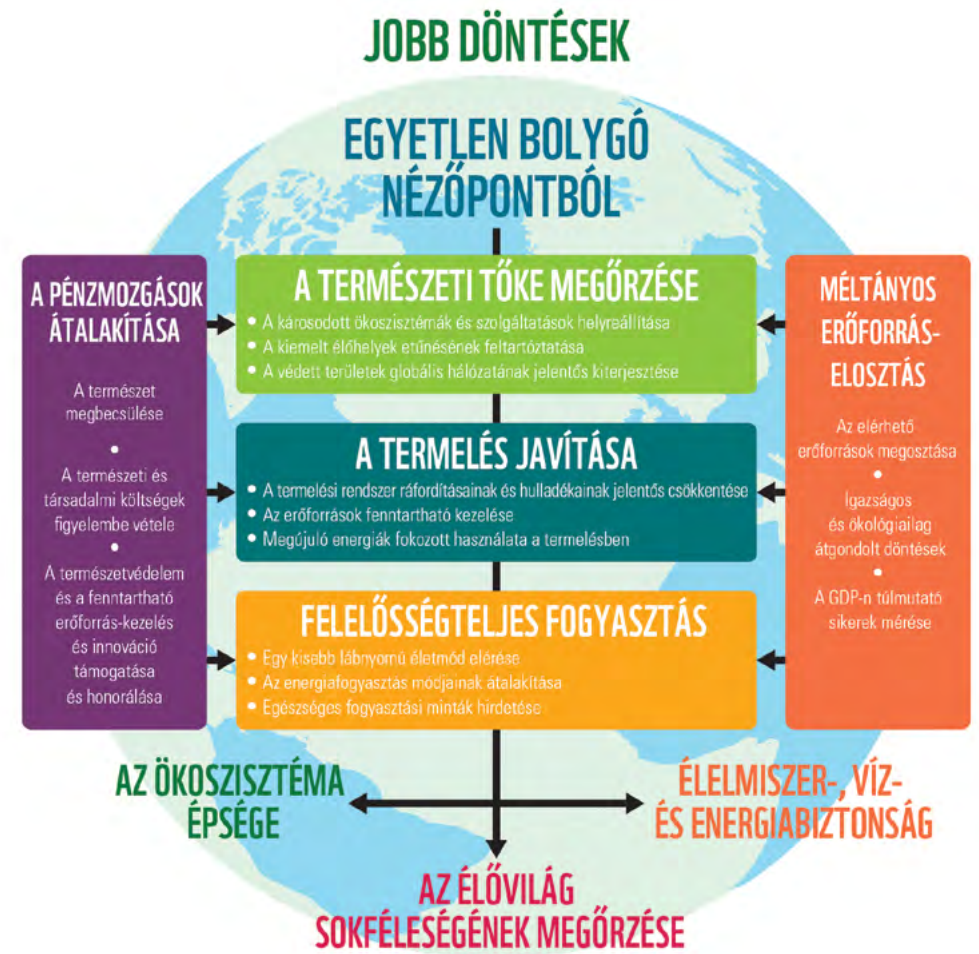 JOBB DÖNTÉSEK
EGYETLEN BOLYGÓ
NÉZŐPONTBÓL
A PÉNZMOZGÁSOK
ÁTALAKÍTÁSA
A természet
megbecsülése
•
A természeti és
társadalmi költségek
figyelembe vétele
•
A természetvédelem
és a fenntartható
erőforrás-kezelés
és innováció
támogatása
és honorálása
A TERMÉSZETI TŐKE MEGŐRZÉSE
• A károsodott ökoszisztémák és szolgáltatások helyreállítása
• A kiemelt élőhelyek etűnésének feltartóztatása
• A védett területek globális hálózatának jelentős kiterjesztése
A TERMELÉS JAVÍTÁSA
• A termelési rendszer ráfordításainak és hulladékainak jelentős csökkentése
• Az erőforrások fenntartható kezelése
• Megújuló energiák fokozott használata a termelésben
FELELŐSSÉGTELJES FOGYASZTÁS
• Egy kisebb lábnyomú életmód elérése
• Az energiafogyasztás módjainak átalakítása
• Egészséges fogyasztási minták hirdetése
MÉLTÁNYOS
ERŐFORRÁS-
ELOSZTÁS
Az elérhető
erőforrások megosztása
•
Igazságos
és ökológiailag
átgondolt döntések
•
A GDP-n túlmutató
sikerek mérése
AZ ÖKOSZISZTÉMA
ÉPSÉGE
ÉLELMISZER-, VÍZ-
ÉS ENERGIABIZTONSÁG
AZ ÉLŐVILÁG
SOKFÉLESÉGÉNEK MEGŐRZÉSE